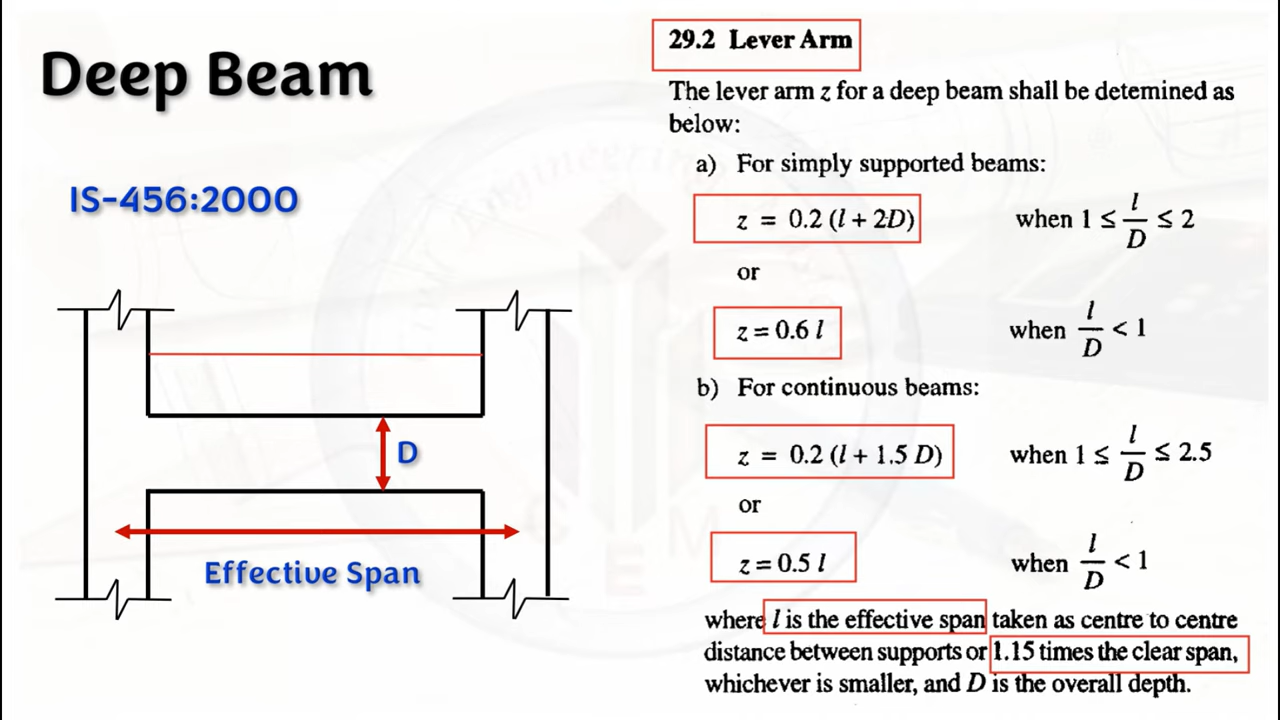 Deep Beam
IS-456:2000
D
Effective Span
29.2 Lever Arm
The lever arm z for a deep beam shall be detemined as
below:
a) For simply supported beams:
z = 0.2 (l + 2D) when 1 ≤ l/D ≤ 2
or
z = 0.6 l when l/D < 1
b) For continuous beams:
z = 0.2 (l + 1.5 D) when 1 ≤ l/D ≤ 2.5
or
z = 0.5 l when l/D < 1
where l is the effective span taken as centre to centre
distance between supports or 1.15 times the clear span,
whichever is smaller, and D is the overall depth.
C E M